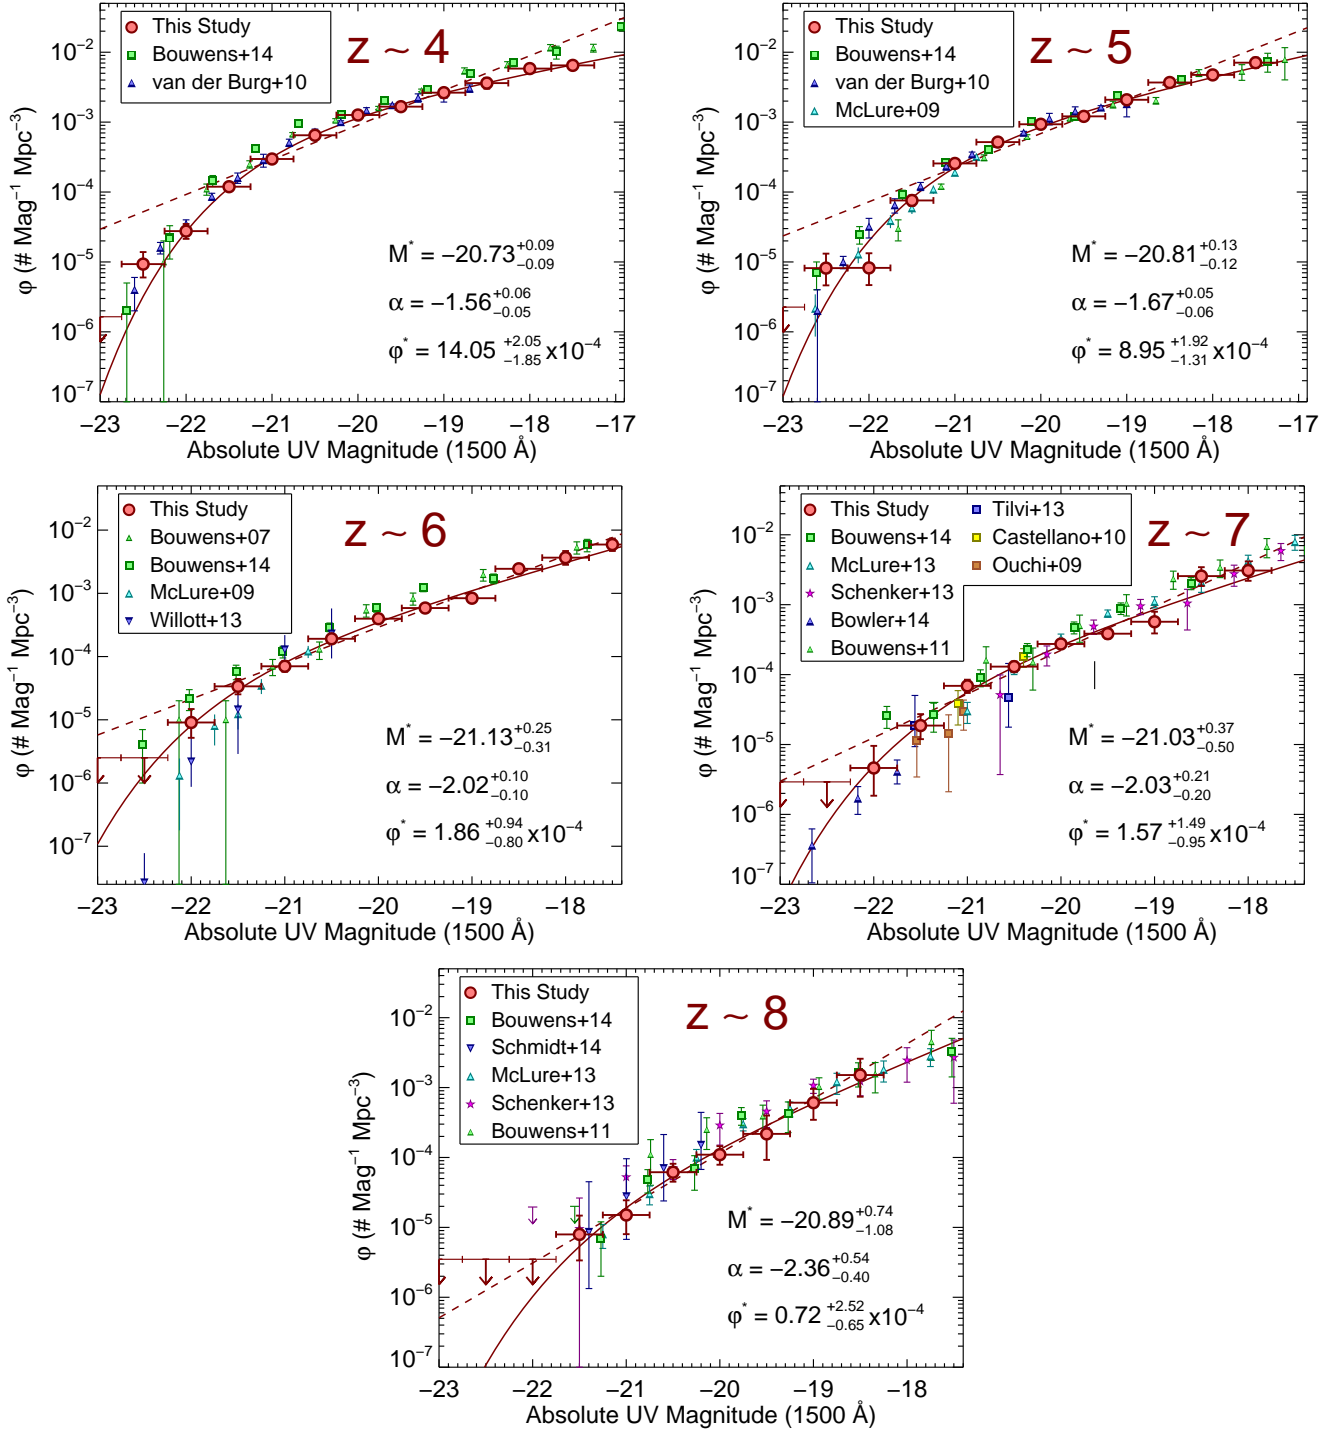 This Study
Bouwens+14
van der Burg+10
z ~ 4
10⁻²
10⁻³
10⁻⁴
10⁻⁵
10⁻⁶
10⁻⁷
φ (# Mag⁻¹ Mpc⁻³)
M* = −20.73 +0.09 −0.09
α = −1.56 +0.06 −0.05
φ* = 14.05 +2.05 −1.85 x10⁻⁴
−23 −22 −21 −20 −19 −18 −17
Absolute UV Magnitude (1500 Å)
This Study
Bouwens+14
van der Burg+10
McLure+09
z ~ 5
10⁻²
10⁻³
10⁻⁴
10⁻⁵
10⁻⁶
10⁻⁷
φ (# Mag⁻¹ Mpc⁻³)
M* = −20.81 +0.13 −0.12
α = −1.67 +0.05 −0.06
φ* = 8.95 +1.92 −1.31 x10⁻⁴
−23 −22 −21 −20 −19 −18 −17
Absolute UV Magnitude (1500 Å)
This Study
Bouwens+07
Bouwens+14
McLure+09
Willott+13
z ~ 6
10⁻²
10⁻³
10⁻⁴
10⁻⁵
10⁻⁶
10⁻⁷
φ (# Mag⁻¹ Mpc⁻³)
M* = −21.13 +0.25 −0.31
α = −2.02 +0.10 −0.10
φ* = 1.86 +0.94 −0.80 x10⁻⁴
−23 −22 −21 −20 −19 −18
Absolute UV Magnitude (1500 Å)
This Study
Bouwens+14
McLure+13
Schenker+13
Bowler+14
Bouwens+11
Tilvi+13
Castellano+10
Ouchi+09
z ~ 7
10⁻²
10⁻³
10⁻⁴
10⁻⁵
10⁻⁶
10⁻⁷
φ (# Mag⁻¹ Mpc⁻³)
M* = −21.03 +0.37 −0.50
α = −2.03 +0.21 −0.20
φ* = 1.57 +1.49 −0.95 x10⁻⁴
−23 −22 −21 −20 −19 −18
Absolute UV Magnitude (1500 Å)
This Study
Bouwens+14
Schmidt+14
McLure+13
Schenker+13
Bouwens+11
z ~ 8
10⁻²
10⁻³
10⁻⁴
10⁻⁵
10⁻⁶
10⁻⁷
φ (# Mag⁻¹ Mpc⁻³)
M* = −20.89 +0.74 −1.08
α = −2.36 +0.54 −0.40
φ* = 0.72 +2.52 −0.65 x10⁻⁴
−23 −22 −21 −20 −19 −18
Absolute UV Magnitude (1500 Å)